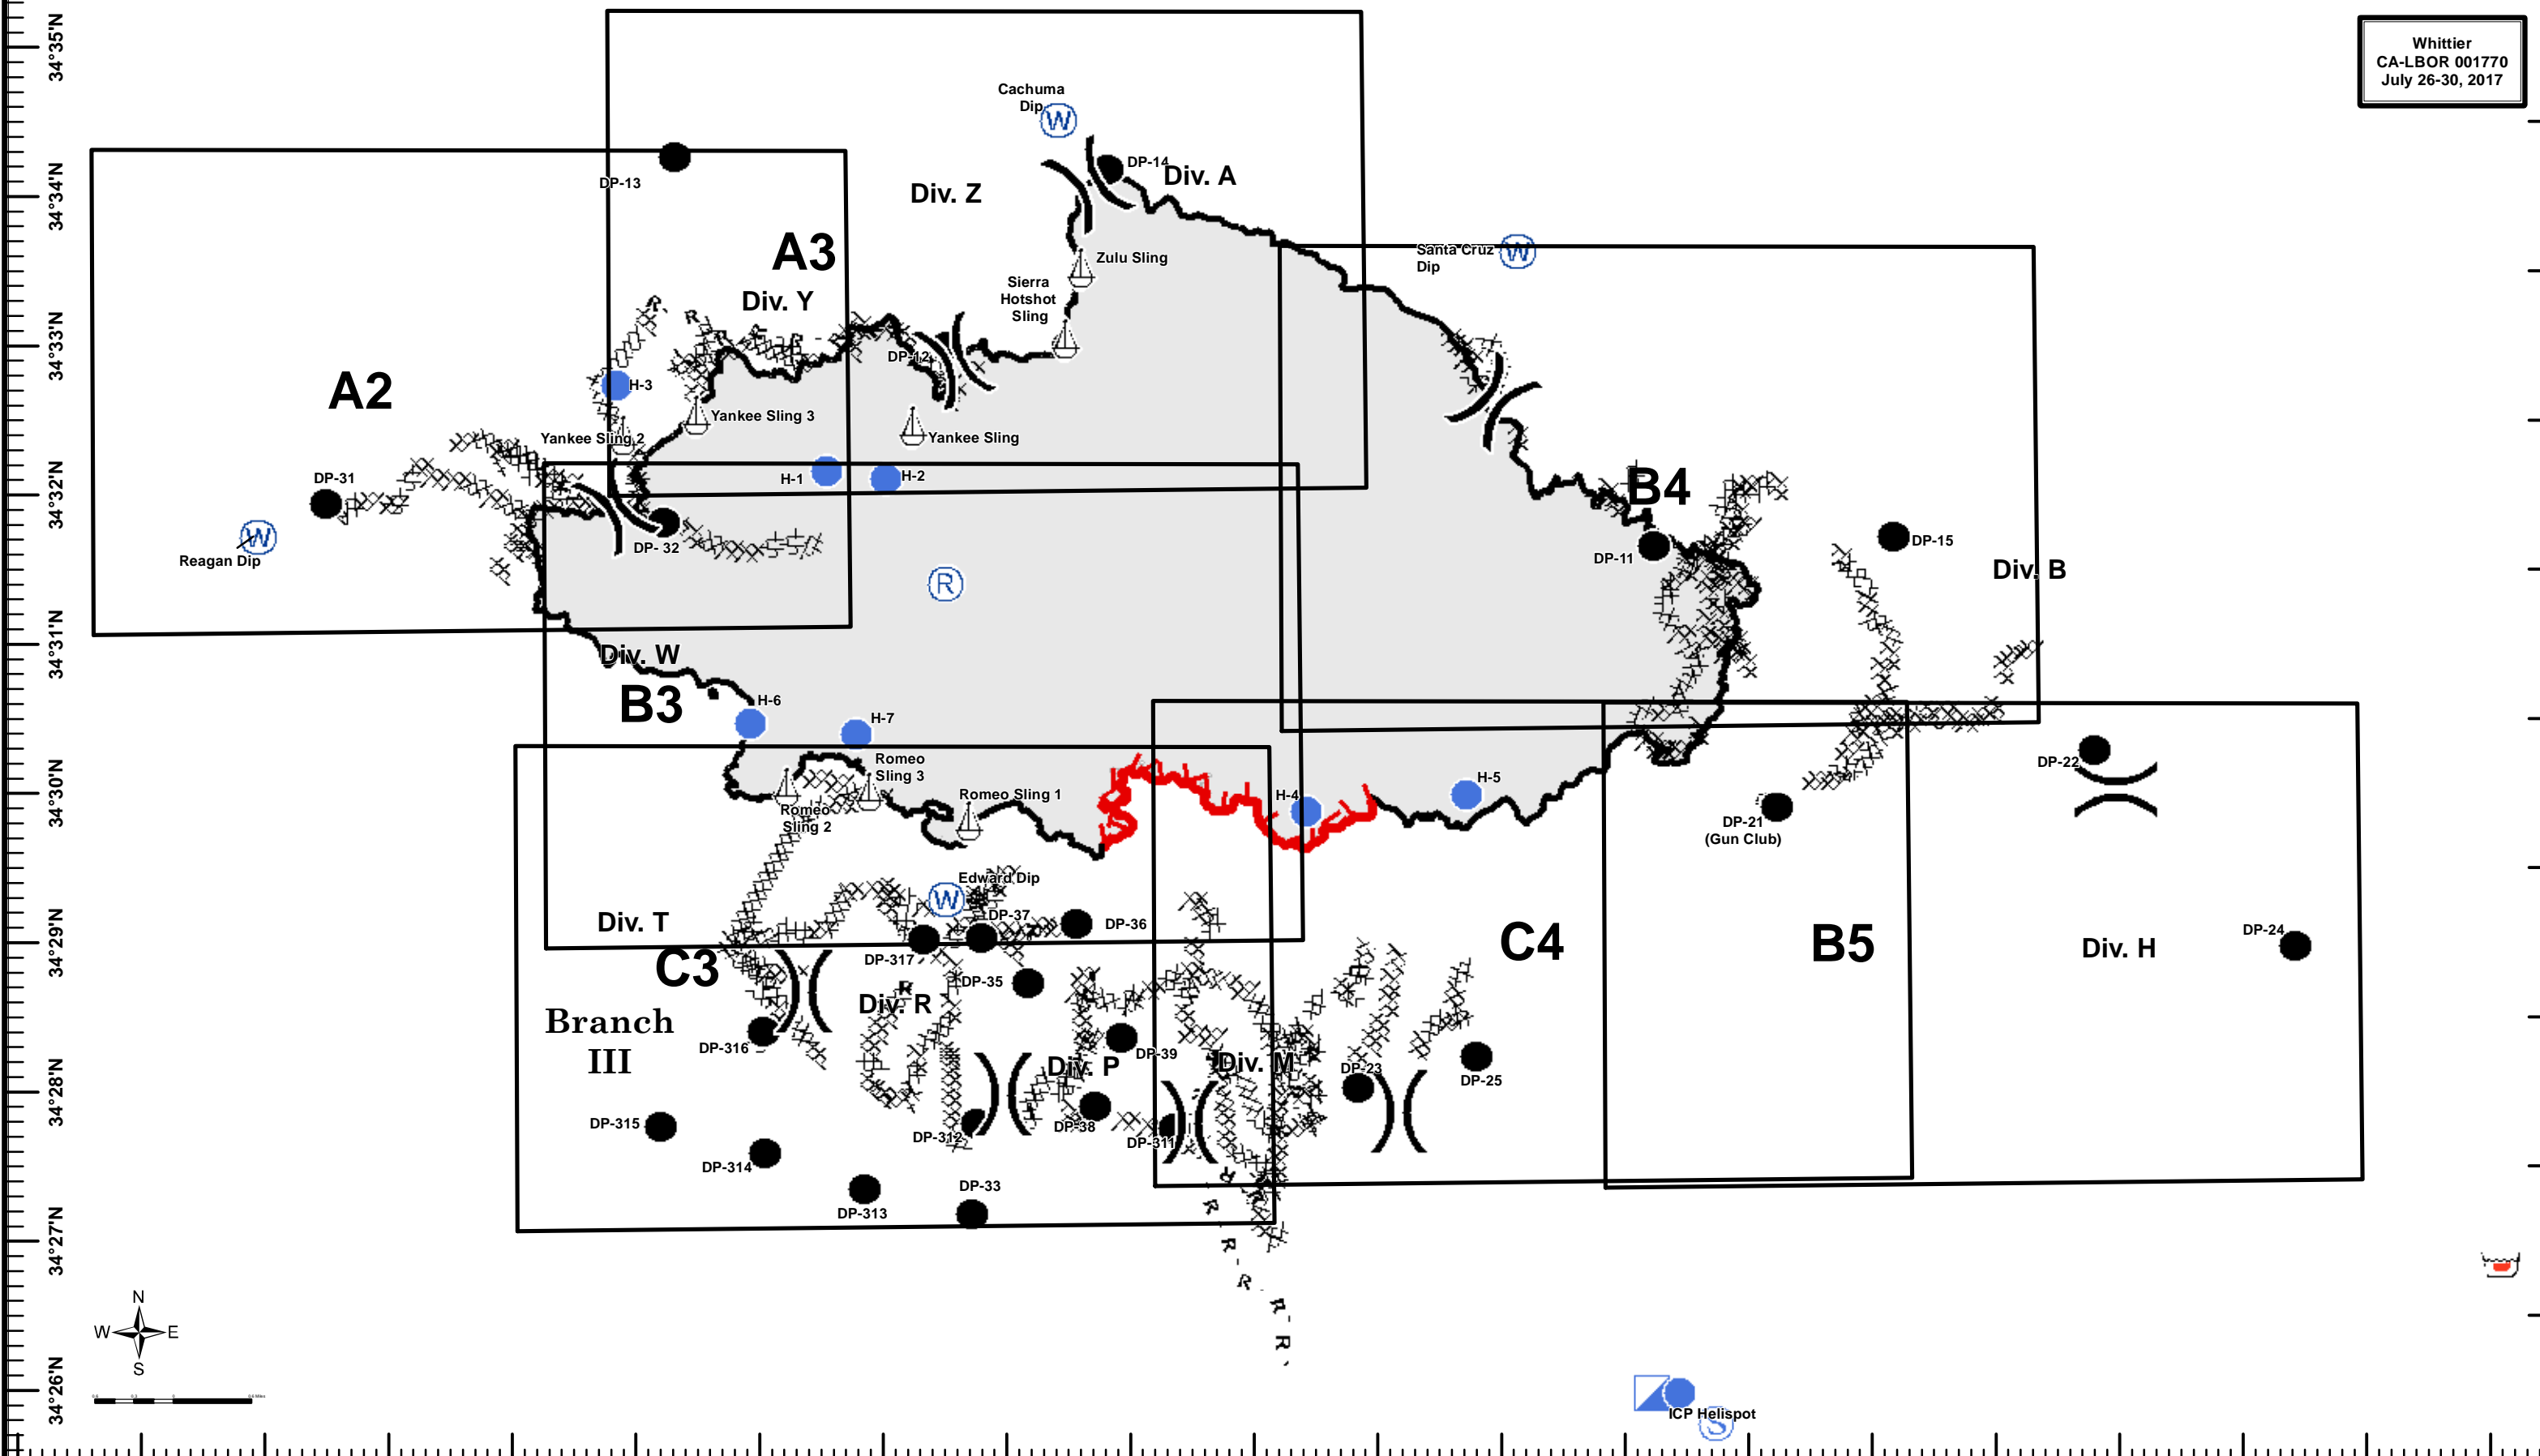 34°35'N
34°34'N
34°33'N
34°32'N
34°31'N
34°30'N
34°29'N
34°28'N
34°27'N
34°26'N
Whittier
CA-LBOR 001770
July 26-30, 2017
Cachuma
Dip
W
DP-14
Div. A
DP-13
Div. Z
A3
Div. Y
Zulu Sling
Sierra
Hotshot
Sling
Santa Cruz
Dip
W
DP-12
H-3
A2
Yankee Sling 3
Yankee Sling 2
Yankee Sling
H-1
H-2
DP-31
W
Reagan Dip
DP- 32
R
B4
DP-11
DP-15
Div. B
Div. W
B3
H-6
H-7
Romeo
Sling 3
Romeo
Sling 2
Romeo Sling 1
H-4
H-5
DP-22
DP-21
(Gun Club)
Edward Dip
W
DP-37
DP-36
Div. T
C3
DP-317
DP-35
Div. R
Branch
III
DP-316
DP-39
Div. P
Div. M
DP-23
DP-25
C4
B5
Div. H
DP-24
DP-315
DP-312
DP-38
DP-311
DP-314
DP-313
DP-33
R
R
R
R
R
R
N
W
E
S
ICP Helispot
S